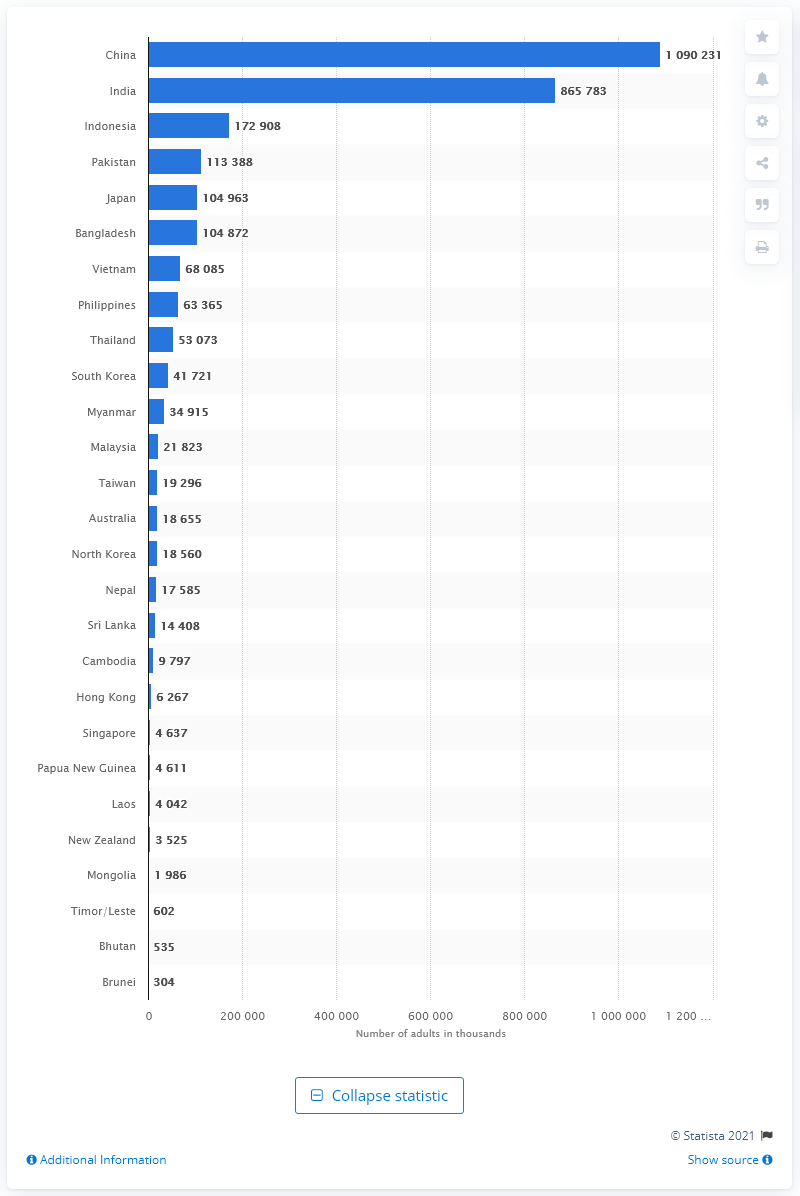 China 1 090 231
India 865 783
Indonesia 172 908
Pakistan 113 388
Japan 104 963
Bangladesh 104 872
Vietnam 68 085
Philippines 63 365
Thailand 53 073
South Korea 41 721
Myanmar 34 915
Malaysia 21 823
Taiwan 19 296
Australia 18 655
North Korea 18 560
Nepal 17 585
Sri Lanka 14 408
Cambodia 9 797
Hong Kong 6 267
Singapore 4 637
Papua New Guinea 4 611
Laos 4 042
New Zealand 3 525
Mongolia 1 986
Timor/Leste 602
Bhutan 535
Brunei 304
0 200 000 400 000 600 000 800 000 1 000 000 1 200 ...
Number of adults in thousands
Collapse statistic
© Statista 2021
Additional Information Show source